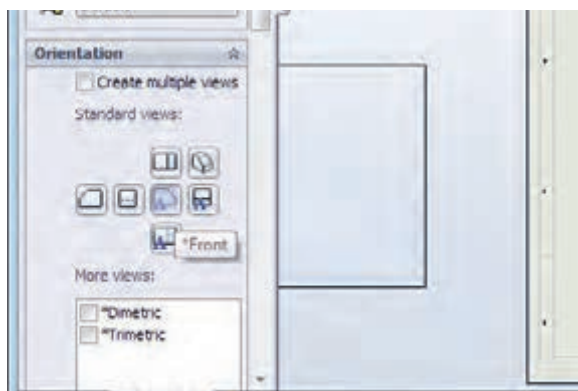 Orientation
Create multiple views
Standard views:
*Front
More views:
*Dimetric
*Trimetric